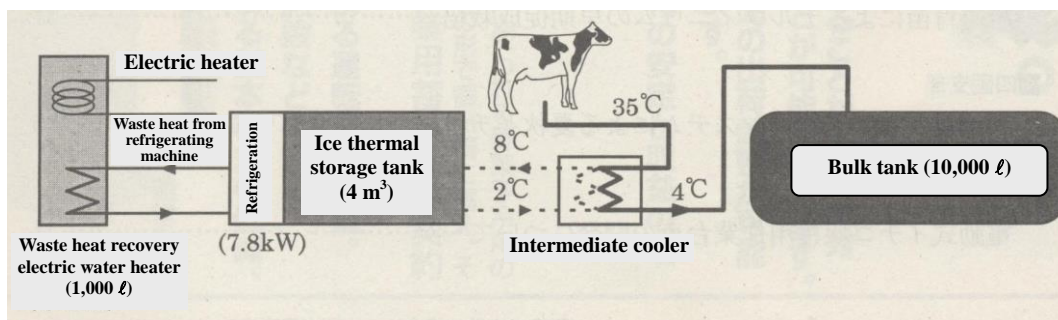 Electric heater
Waste heat from
refrigerating
machine
Refrigeration
Ice thermal
storage tank
(4 m³)
(7.8kW)
8℃
2℃
35℃
4℃
Intermediate cooler
Bulk tank (10,000 ℓ)
Waste heat recovery
electric water heater
(1,000 ℓ)